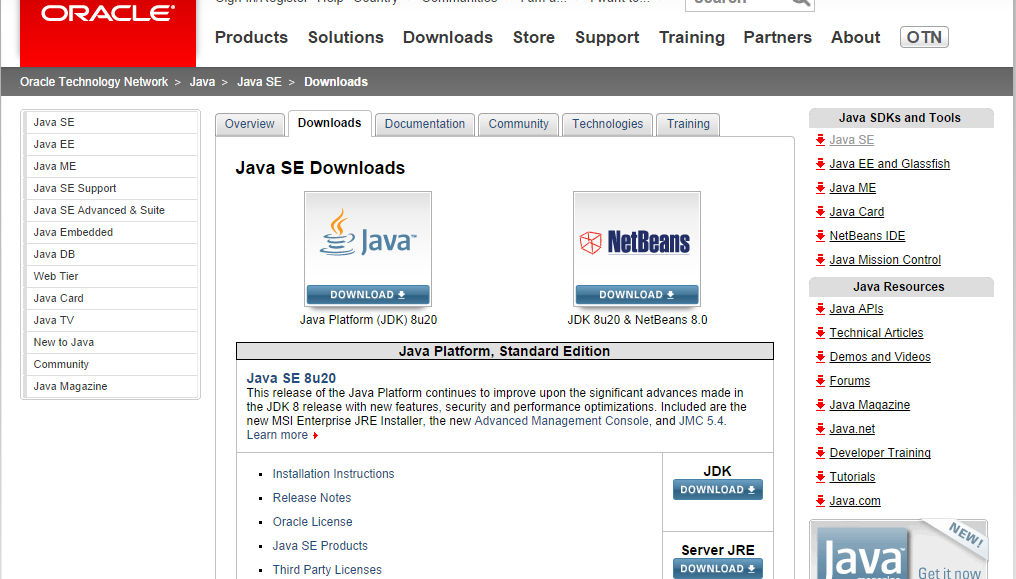 ORACLE
Sign In/Register Help Country Communities I am a... I want to... Search
Products Solutions Downloads Store Support Training Partners About OTN
Oracle Technology Network > Java > Java SE > Downloads
Java SE
Java EE
Java ME
Java SE Support
Java SE Advanced & Suite
Java Embedded
Java DB
Web Tier
Java Card
Java TV
New to Java
Community
Java Magazine
Overview Downloads Documentation Community Technologies Training
Java SE Downloads
Java™
DOWNLOAD
Java Platform (JDK) 8u20
NetBeans
DOWNLOAD
JDK 8u20 & NetBeans 8.0
Java Platform, Standard Edition
Java SE 8u20
This release of the Java Platform continues to improve upon the significant advances made in
the JDK 8 release with new features, security and performance optimizations. Included are the
new MSI Enterprise JRE Installer, the new Advanced Management Console, and JMC 5.4.
Learn more
Installation Instructions
Release Notes
Oracle License
Java SE Products
Third Party Licenses
JDK
DOWNLOAD
Server JRE
DOWNLOAD
Java SDKs and Tools
Java SE
Java EE and Glassfish
Java ME
Java Card
NetBeans IDE
Java Mission Control
Java Resources
Java APIs
Technical Articles
Demos and Videos
Forums
Java Magazine
Java.net
Developer Training
Tutorials
Java.com
NEW!
Java™
magazine
Get it now